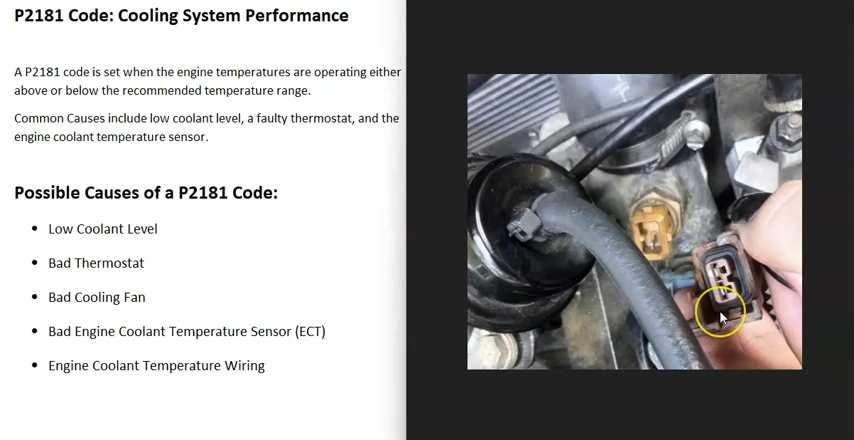 P2181 Code: Cooling System Performance
A P2181 code is set when the engine temperatures are operating either
above or below the recommended temperature range.
Common Causes include low coolant level, a faulty thermostat, and the
engine coolant temperature sensor.
Possible Causes of a P2181 Code:
• Low Coolant Level
• Bad Thermostat
• Bad Cooling Fan
• Bad Engine Coolant Temperature Sensor (ECT)
• Engine Coolant Temperature Wiring